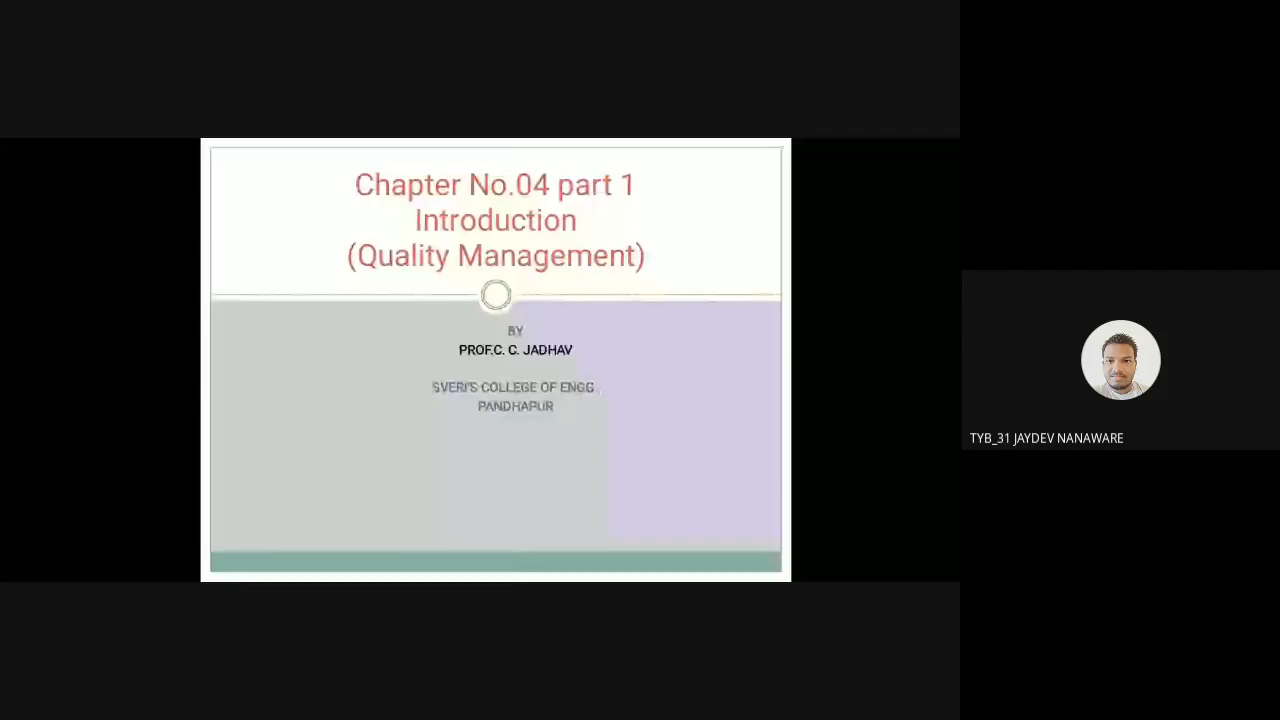 Chapter No.04 part 1
Introduction
(Quality Management)
BY
PROF.C. C. JADHAV
SVERI'S COLLEGE OF ENGG.,
PANDHAPUR
TYB_31 JAYDEV NANAWARE